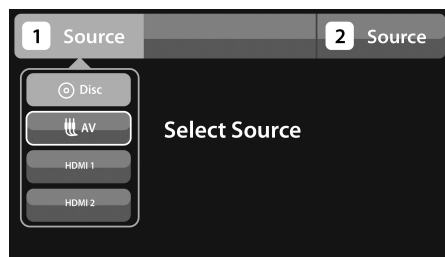 1 Source
2 Source
Disc
AV
Select Source
HDMI 1
HDMI 2